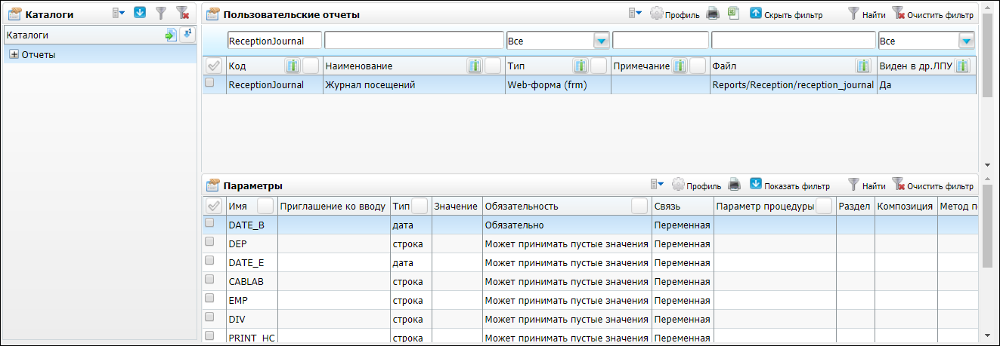 Каталоги
Каталоги
Отчеты
Пользовательские отчеты Профиль Скрыть фильтр Найти Очистить фильтр
ReceptionJournal Все Все
Код Наименование Тип Примечание Файл Виден в др.ЛПУ
ReceptionJournal Журнал посещений Web-форма (frm) Reports/Reception/reception_journal Да
Параметры Профиль Показать фильтр Найти Очистить фильтр
Имя Приглашение ко вводу Тип Значение Обязательность Связь Параметр процедуры Раздел Композиция Метод п
DATE_B дата Обязательно Переменная
DEP строка Может принимать пустые значения Переменная
DATE_E дата Может принимать пустые значения Переменная
CABLAB строка Может принимать пустые значения Переменная
EMP строка Может принимать пустые значения Переменная
DIV строка Может принимать пустые значения Переменная
PRINT_HC строка Может принимать пустые значения Переменная